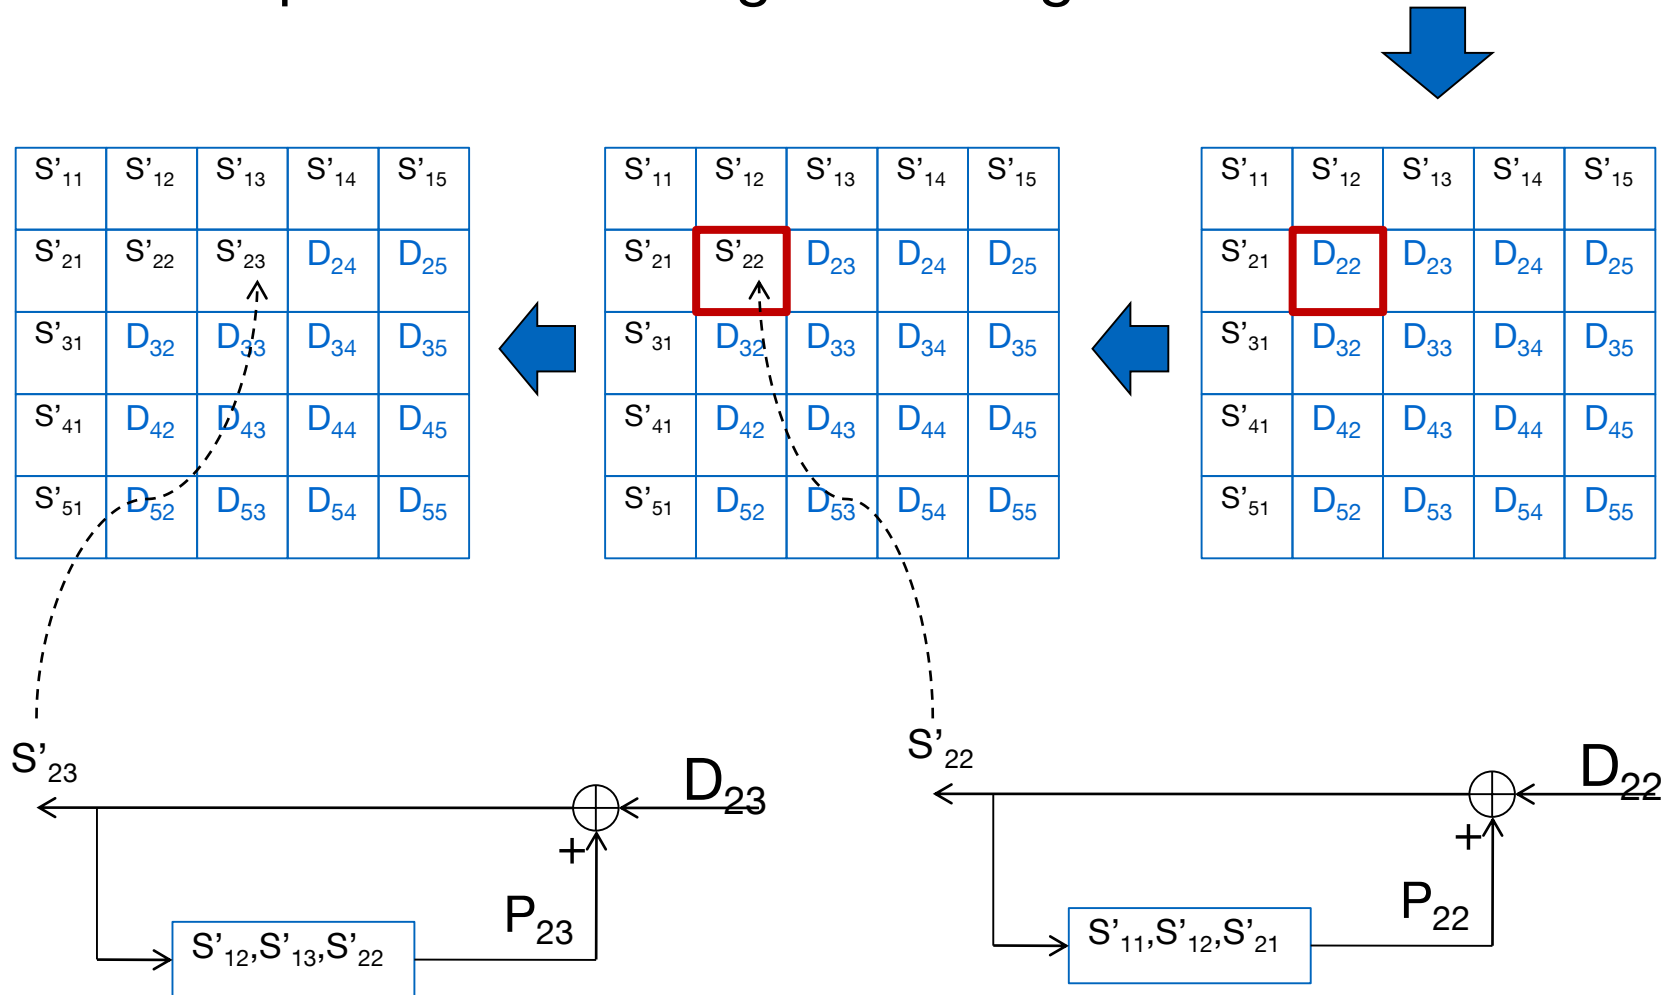 S’11 S’12 S’13 S’14 S’15
S’21 S’22 S’23 D24 D25
S’31 D32 D33 D34 D35
S’41 D42 D43 D44 D45
S’51 D52 D53 D54 D55
S’11 S’12 S’13 S’14 S’15
S’21 S’22 D23 D24 D25
S’31 D32 D33 D34 D35
S’41 D42 D43 D44 D45
S’51 D52 D53 D54 D55
S’11 S’12 S’13 S’14 S’15
S’21 D22 D23 D24 D25
S’31 D32 D33 D34 D35
S’41 D42 D43 D44 D45
S’51 D52 D53 D54 D55
S’23
D23
+
P23
S’12,S’13,S’22
S’22
D22
+
P22
S’11,S’12,S’21